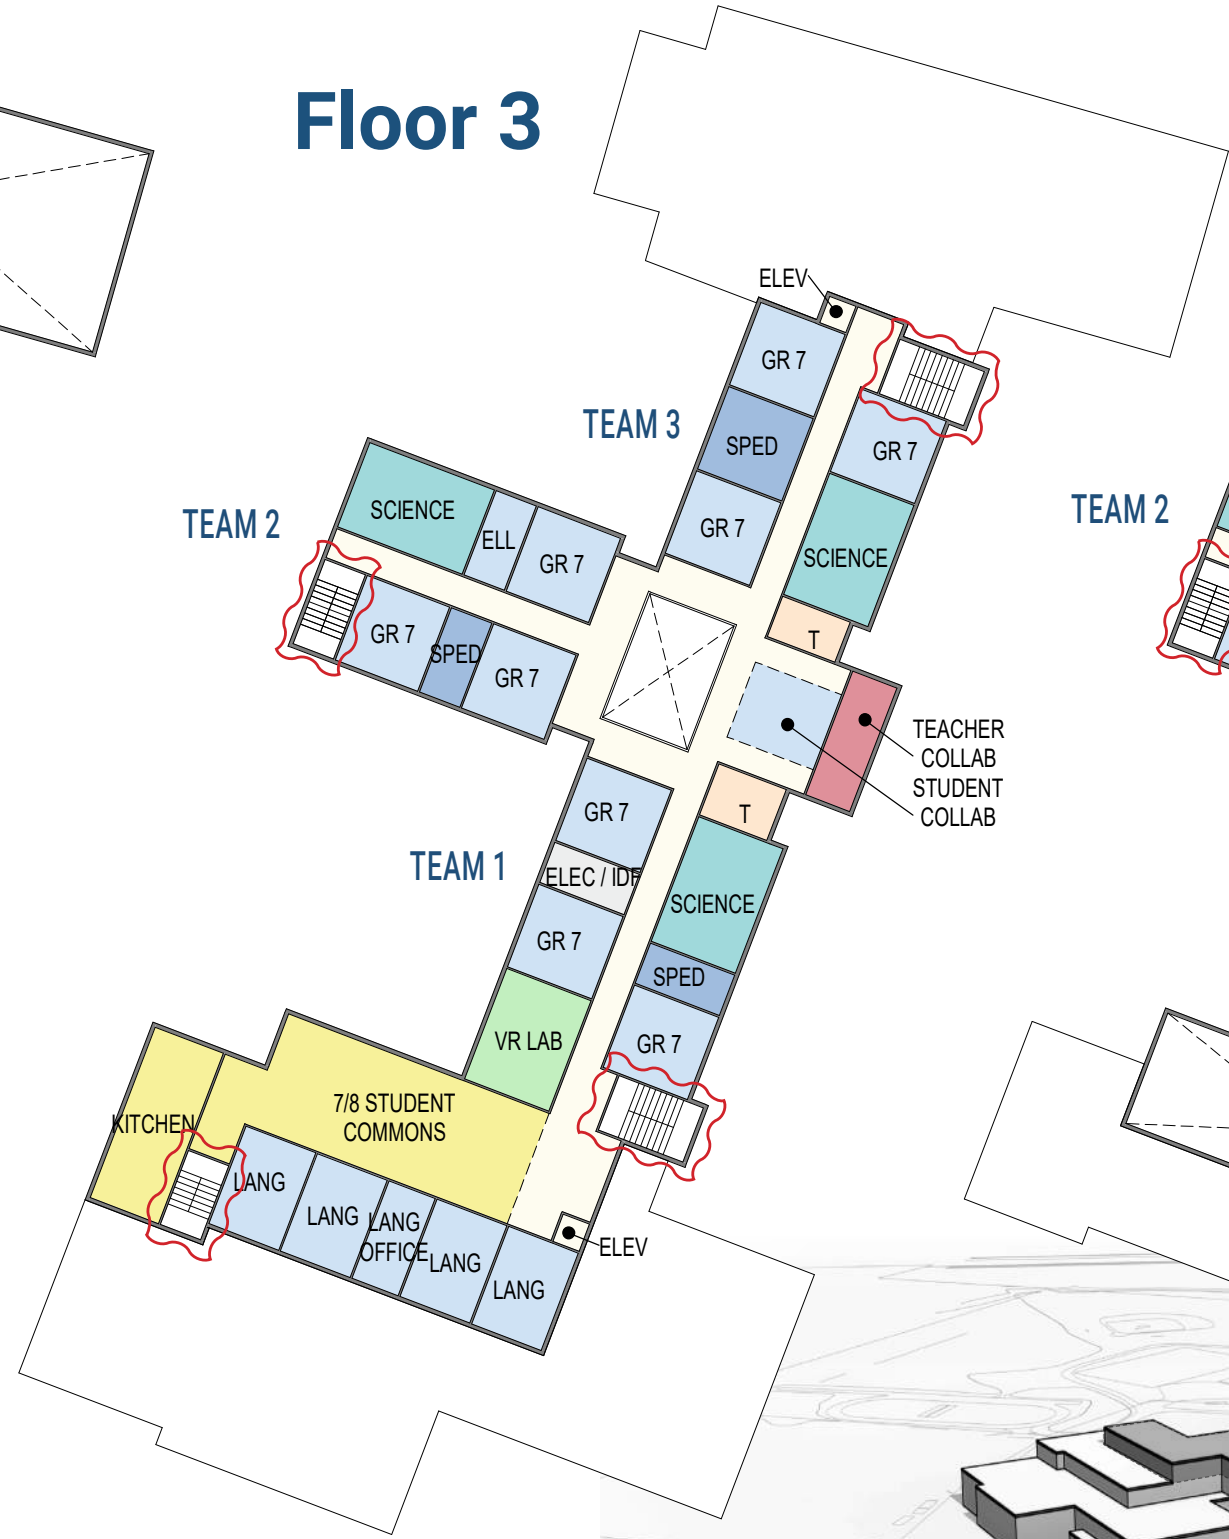 Floor 3
ELEV
GR 7
TEAM 3
SPED
GR 7
GR 7
SCIENCE
TEAM 2
SCIENCE
ELL
GR 7
TEAM 2
GR 7
SPED
GR 7
T
TEACHER
COLLAB
STUDENT
COLLAB
T
GR 7
TEAM 1
ELEC / IDF
SCIENCE
GR 7
SPED
VR LAB
GR 7
7/8 STUDENT
COMMONS
KITCHEN
LANG
LANG
LANG
OFFICE
LANG
LANG
ELEV